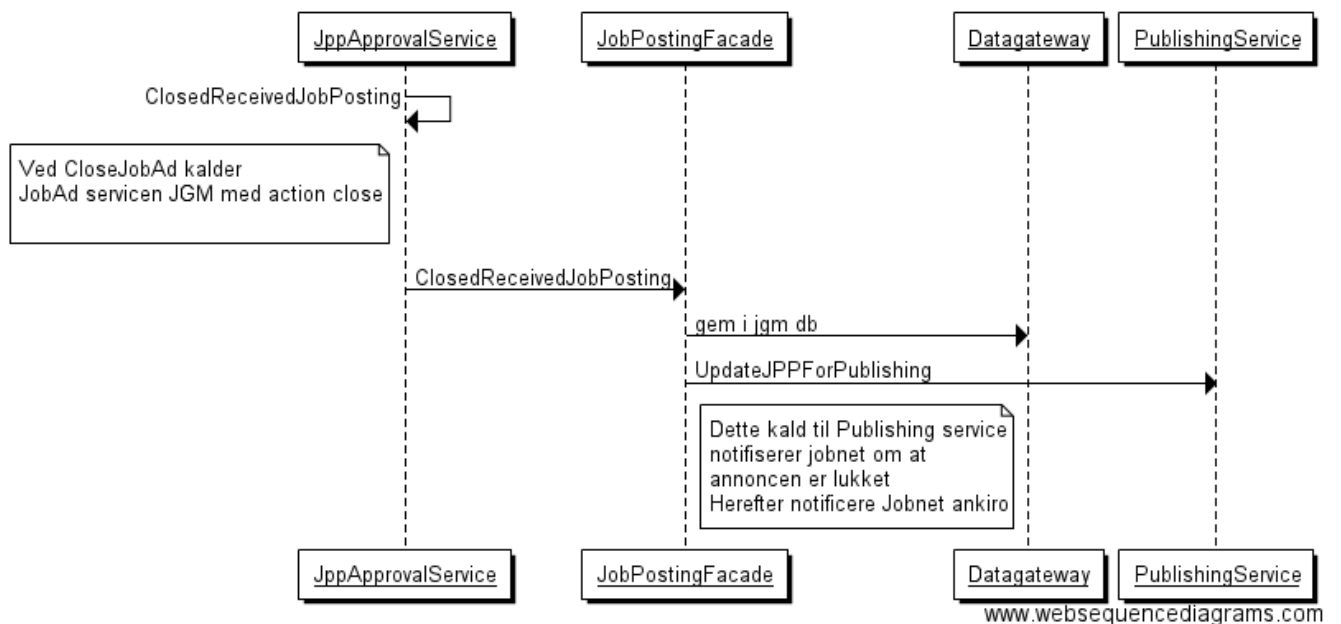 JppApprovalService
JobPostingFacade
Datagateway
PublishingService
ClosedReceivedJobPosting
Ved CloseJobAd kalder
JobAd servicen JGM med action close
ClosedReceivedJobPosting
gem i jgm db
UpdateJPPForPublishing
Dette kald til Publishing service
notifiserer jobnet om at
annoncen er lukket
Herefter notificere Jobnet ankiro
JppApprovalService
JobPostingFacade
Datagateway
PublishingService
www.websequencediagrams.com